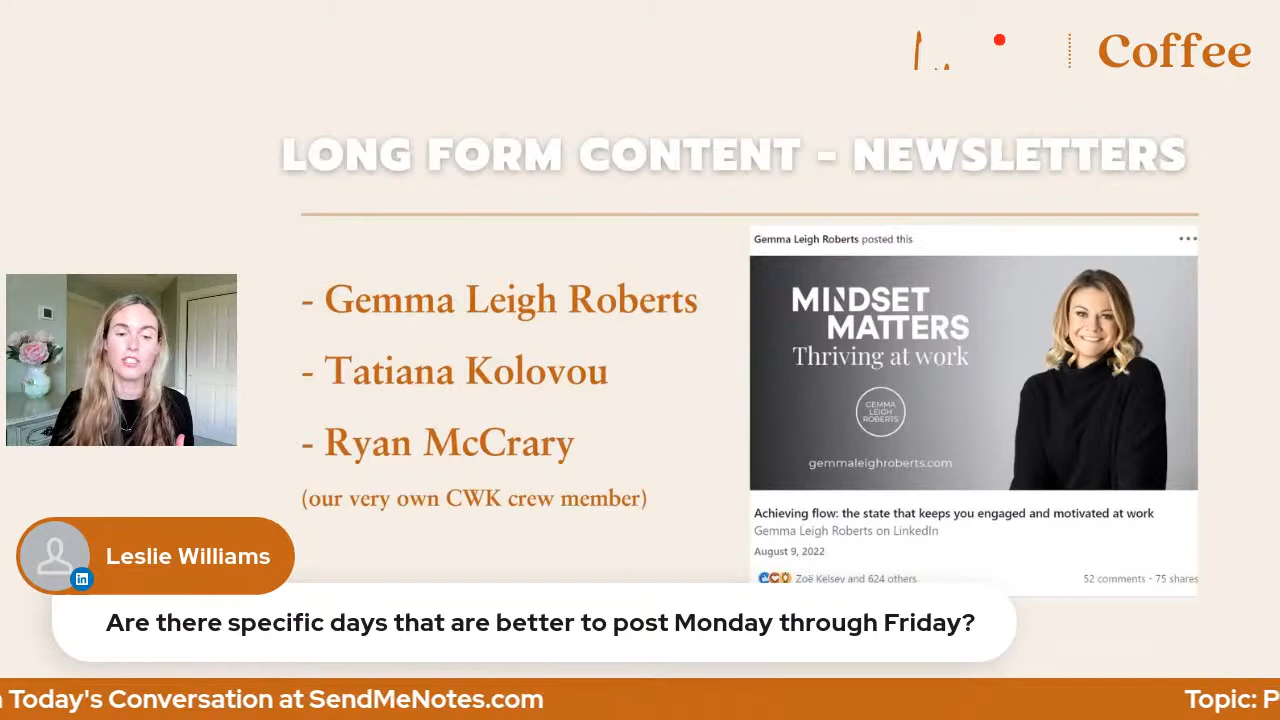 Coffee
LONG FORM CONTENT - NEWSLETTERS
- Gemma Leigh Roberts
- Tatiana Kolovou
- Ryan McCrary
(our very own CWK crew member)
Gemma Leigh Roberts posted this
MINDSET
MATTERS
Thriving at work
GEMMA
LEIGH
ROBERTS
gemmaleighroberts.com
Achieving flow: the state that keeps you engaged and motivated at work
Gemma Leigh Roberts on LinkedIn
August 9, 2022
Zoë Kelsey and 624 others
52 comments · 75 shares
Leslie Williams
in
Are there specific days that are better to post Monday through Friday?
Today's Conversation at SendMeNotes.com
Topic: P